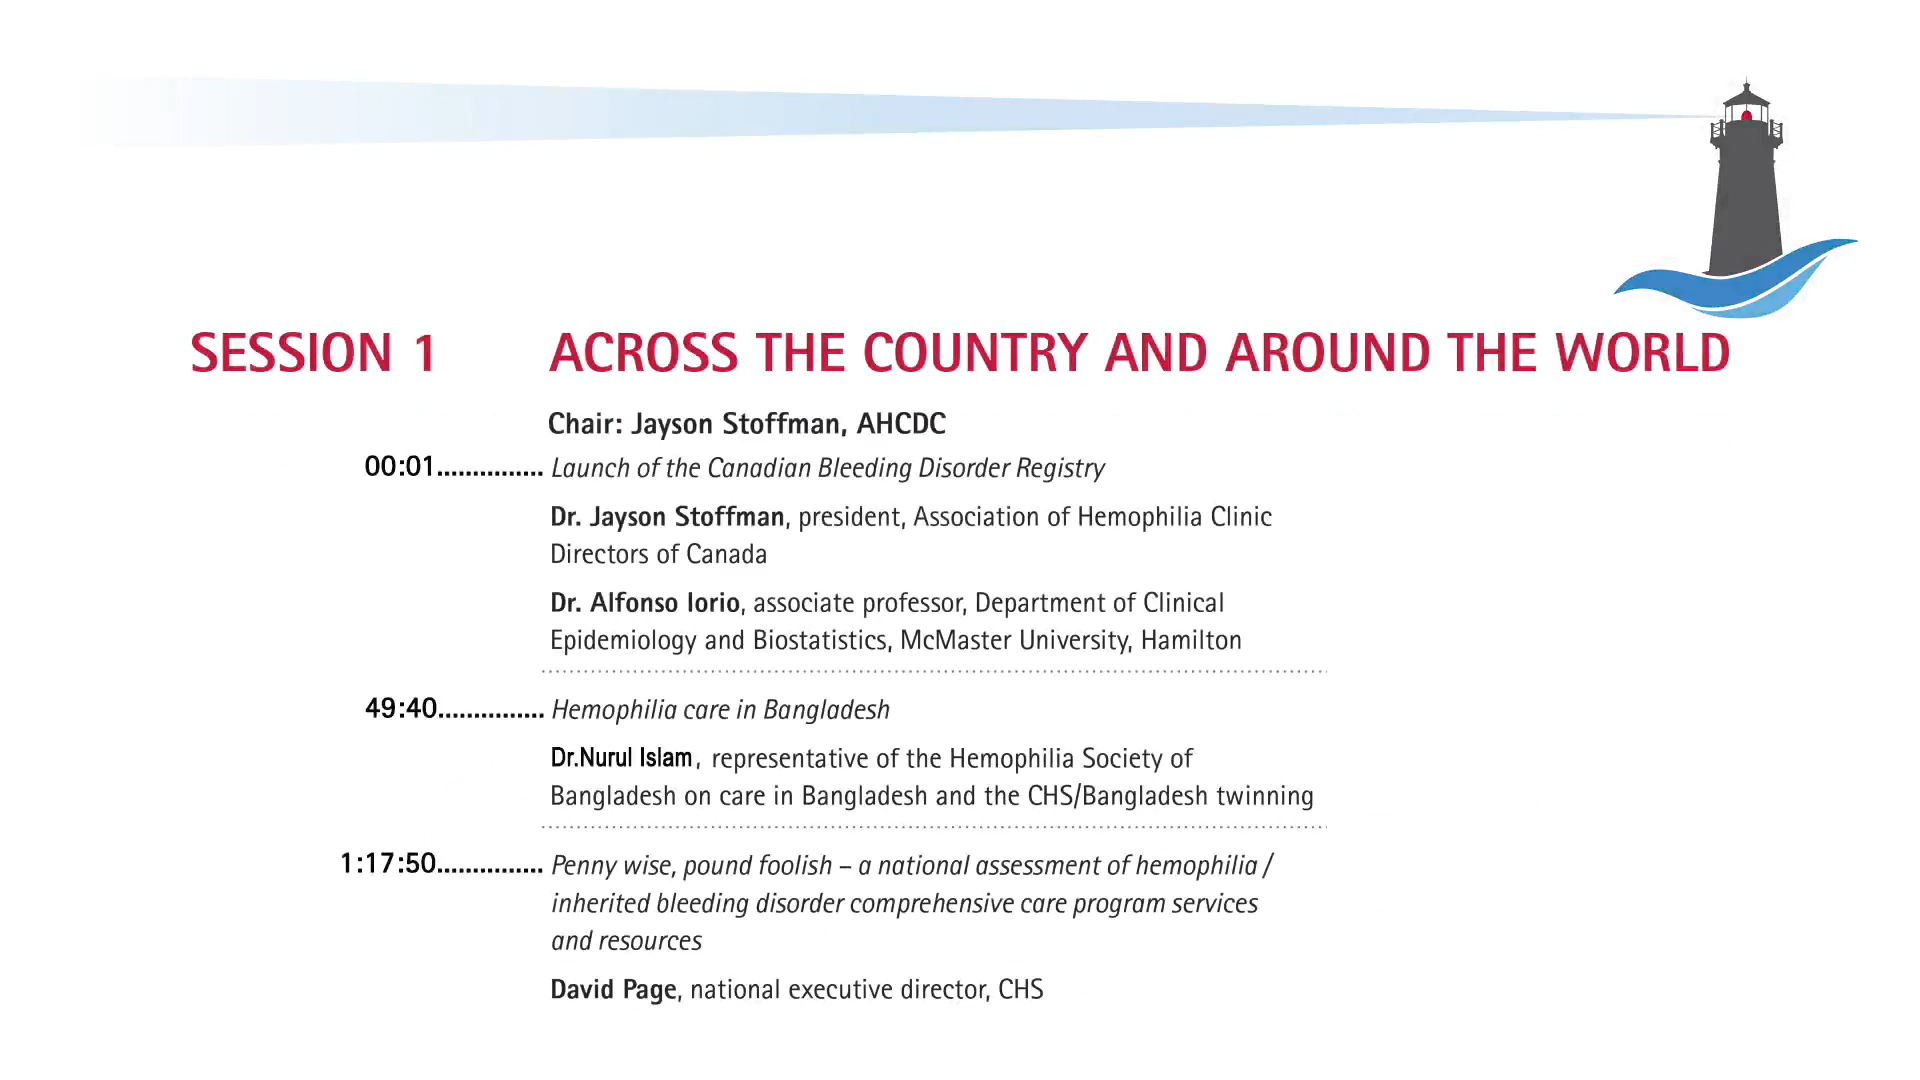 SESSION 1 ACROSS THE COUNTRY AND AROUND THE WORLD
Chair: Jayson Stoffman, AHCDC
00:01............... Launch of the Canadian Bleeding Disorder Registry
Dr. Jayson Stoffman, president, Association of Hemophilia Clinic
Directors of Canada
Dr. Alfonso Iorio, associate professor, Department of Clinical
Epidemiology and Biostatistics, McMaster University, Hamilton
49:40............... Hemophilia care in Bangladesh
Dr.Nurul Islam, representative of the Hemophilia Society of
Bangladesh on care in Bangladesh and the CHS/Bangladesh twinning
1:17:50............... Penny wise, pound foolish – a national assessment of hemophilia /
inherited bleeding disorder comprehensive care program services
and resources
David Page, national executive director, CHS